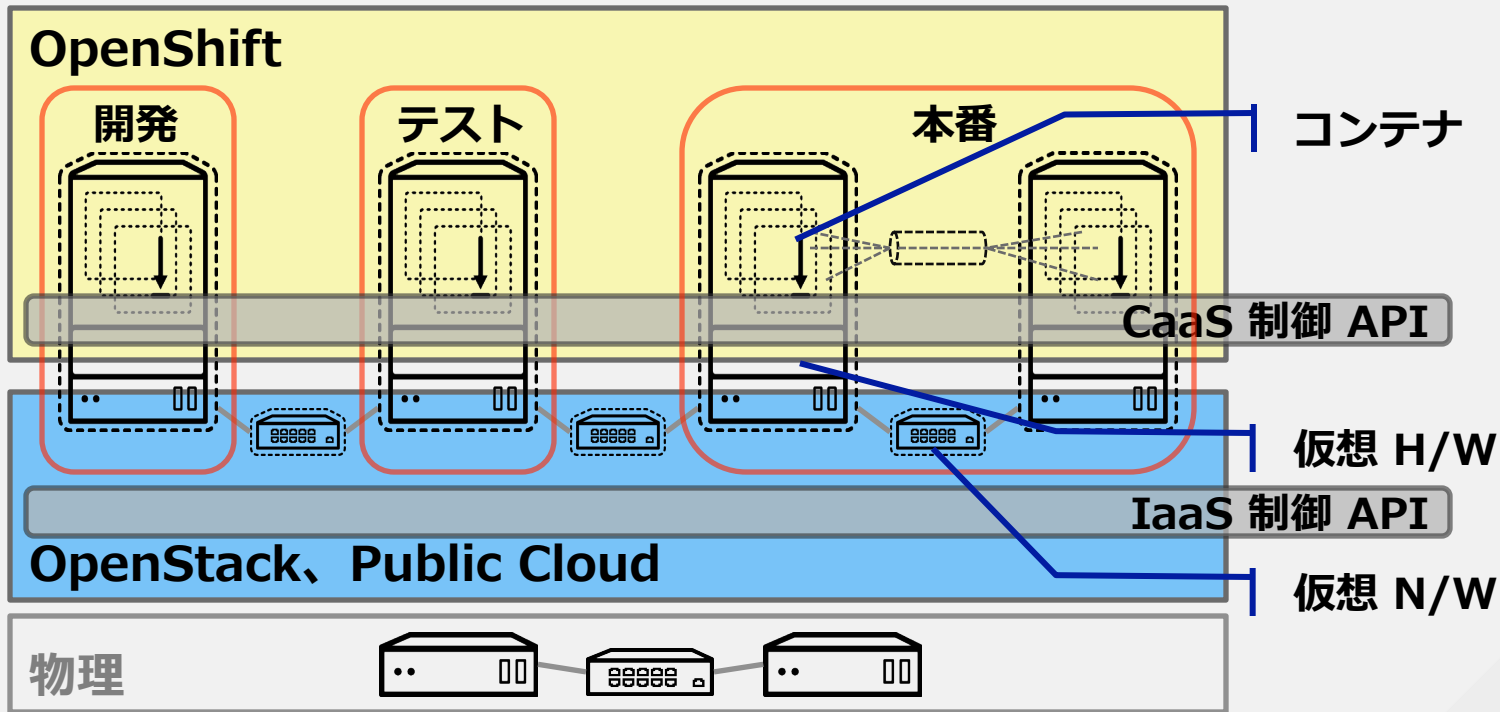 OpenShift
開発
テスト
本番
コンテナ
CaaS 制御 API
仮想 H/W
IaaS 制御 API
OpenStack、Public Cloud
仮想 N/W
物理